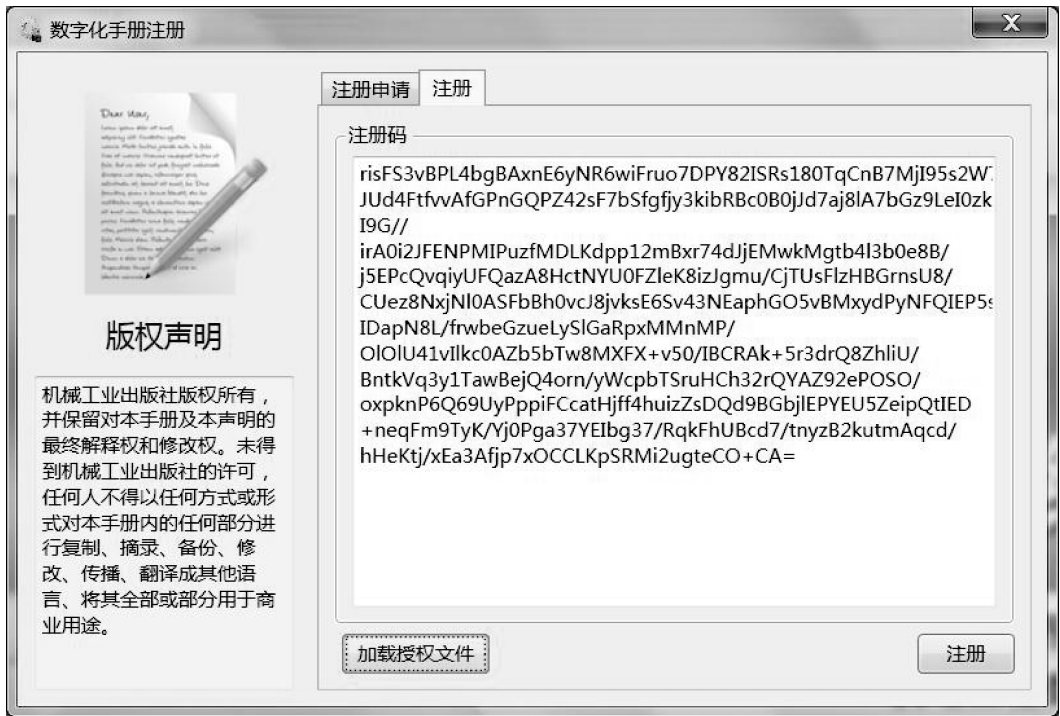 数字化手册注册
X
注册申请
注册
Dear Mary,
版权声明
机械工业出版社版权所有，
并保留对本手册及本声明的
最终解释权和修改权。未得
到机械工业出版社的许可，
任何人不得以任何方式或形
式对本手册内的任何部分进
行复制、摘录、备份、修
改、传播、翻译成其他语
言、将其全部或部分用于商
业用途。
注册码
risFS3vBPL4bgBAxnE6yNR6wiFruo7DPY82ISRs180TqCnB7MjI95s2W
JUd4FtfvvAfGPnGQPZ42sF7bSfgfjy3kibRBc0B0jJd7aj8lA7bGz9LeI0zk
I9G//
irA0i2JFENPMIPuzfMDLKdpp12mBxr74dJjEMwkMgtb4l3b0e8B/
j5EPcQvqiyUFQazA8HctNYU0FZleK8izJgmu/CjTUsFlzHBGrnsU8/
CUez8NxjNl0ASFbBh0vcJ8jvksE6Sv43NEaphGO5vBMxydPyNFQIEP5s
IDapN8L/frwbeGzueLySlGaRpxMMnMP/
OlOlU41vIlkc0AZb5bTw8MXFX+v50/IBCRAk+5r3drQ8ZhliU/
BntkVq3y1TawBejQ4orn/yWcpbTSruHCh32rQYAZ92ePOSO/
oxpknP6Q69UyPppiFCcatHjff4huizZsDQd9BGbjlEPYEU5ZeipQtIED
+neqFm9TyK/Yj0Pga37YEIbg37/RqkFhUBcd7/tnyzB2kutmAqcd/
hHeKtj/xEa3Afjp7xOCCLKpSRMi2ugteCO+CA=
加载授权文件
注册